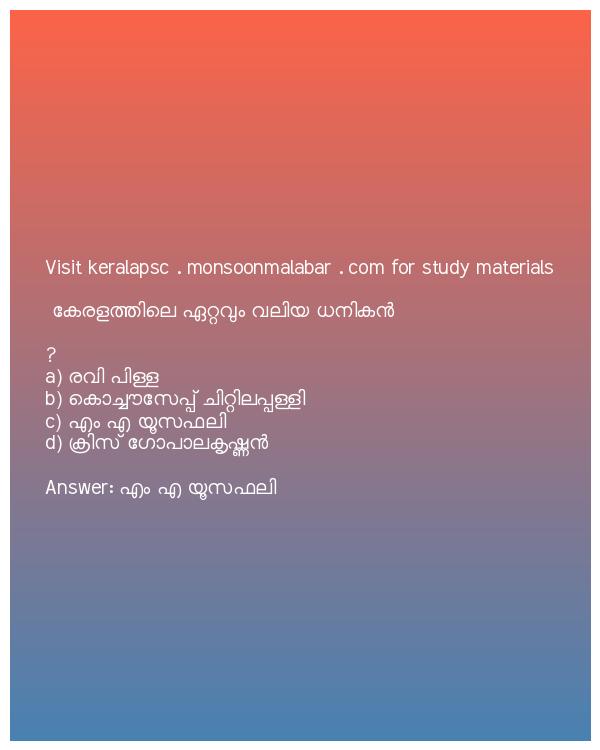 Visit keralapsc . monsoonmalabar . com for study materials
കേരളത്തിലെ ഏറ്റവും വലിയ ധനികൻ
?
a) രവി പിള്ള
b) കൊച്ചൗസേപ്പ് ചിറ്റിലപ്പള്ളി
c) എം എ യൂസഫലി
d) ക്രിസ് ഗോപാലകൃഷ്ണൻ
Answer: എം എ യൂസഫലി